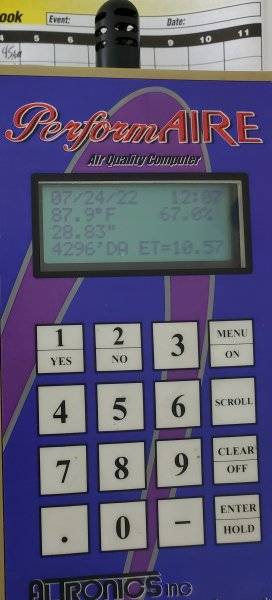 ook Event: Date:
4 5 6 9 10 11
PerformAIRE
Air Quality Computer
07/24/22 12:07
87.9°F 67.0%
28.83"
4296'DA ET=10.57
1 2 3 MENU
YES NO ON
4 5 6 SCROLL
7 8 9 CLEAR
OFF
. 0 - ENTER
HOLD
ALTRONICS INC